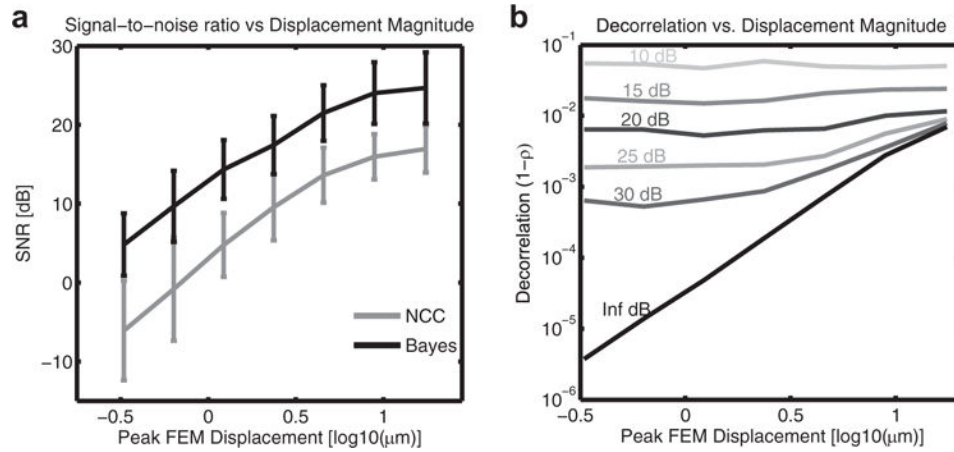 a
Signal-to-noise ratio vs Displacement Magnitude
30
20
10
0
−10
SNR [dB]
NCC
Bayes
−0.5 0 0.5 1
Peak FEM Displacement [log10(μm)]
b
Decorrelation vs. Displacement Magnitude
10⁻¹
10⁻²
10⁻³
10⁻⁴
10⁻⁵
10⁻⁶
Decorrelation (1−ρ)
10 dB
15 dB
20 dB
25 dB
30 dB
Inf dB
−0.5 0 0.5 1
Peak FEM Displacement [log10(μm)]